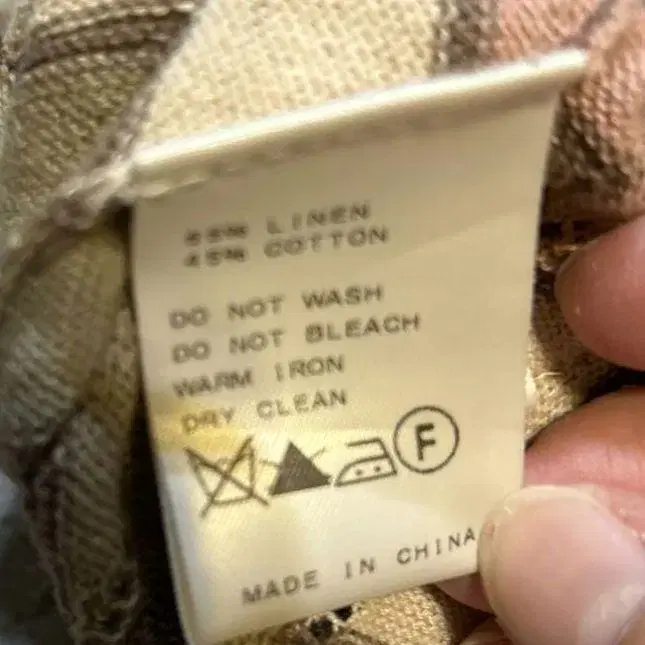 LINEN
45% COTTON
DO NOT WASH
DO NOT BLEACH
WARM IRON
DRY CLEAN
F
MADE IN CHINA